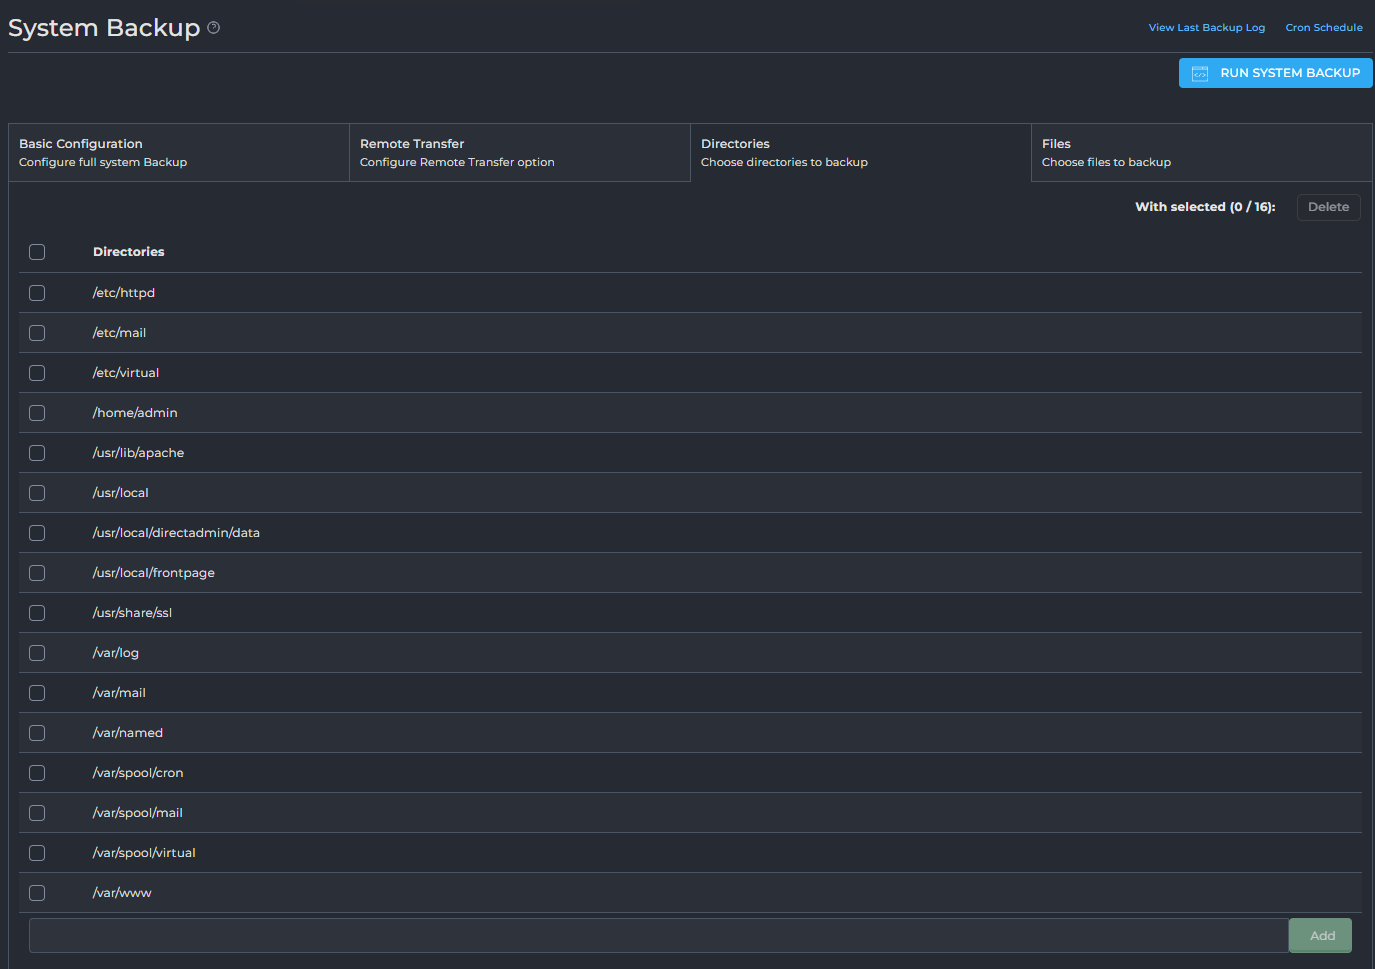 System Backup
View Last Backup Log
Cron Schedule
RUN SYSTEM BACKUP
Basic Configuration
Configure full system Backup
Remote Transfer
Configure Remote Transfer option
Directories
Choose directories to backup
Files
Choose files to backup
With selected (0 / 16):
Delete
Directories
/etc/httpd
/etc/mail
/etc/virtual
/home/admin
/usr/lib/apache
/usr/local
/usr/local/directadmin/data
/usr/local/frontpage
/usr/share/ssl
/var/log
/var/mail
/var/named
/var/spool/cron
/var/spool/mail
/var/spool/virtual
/var/www
Add